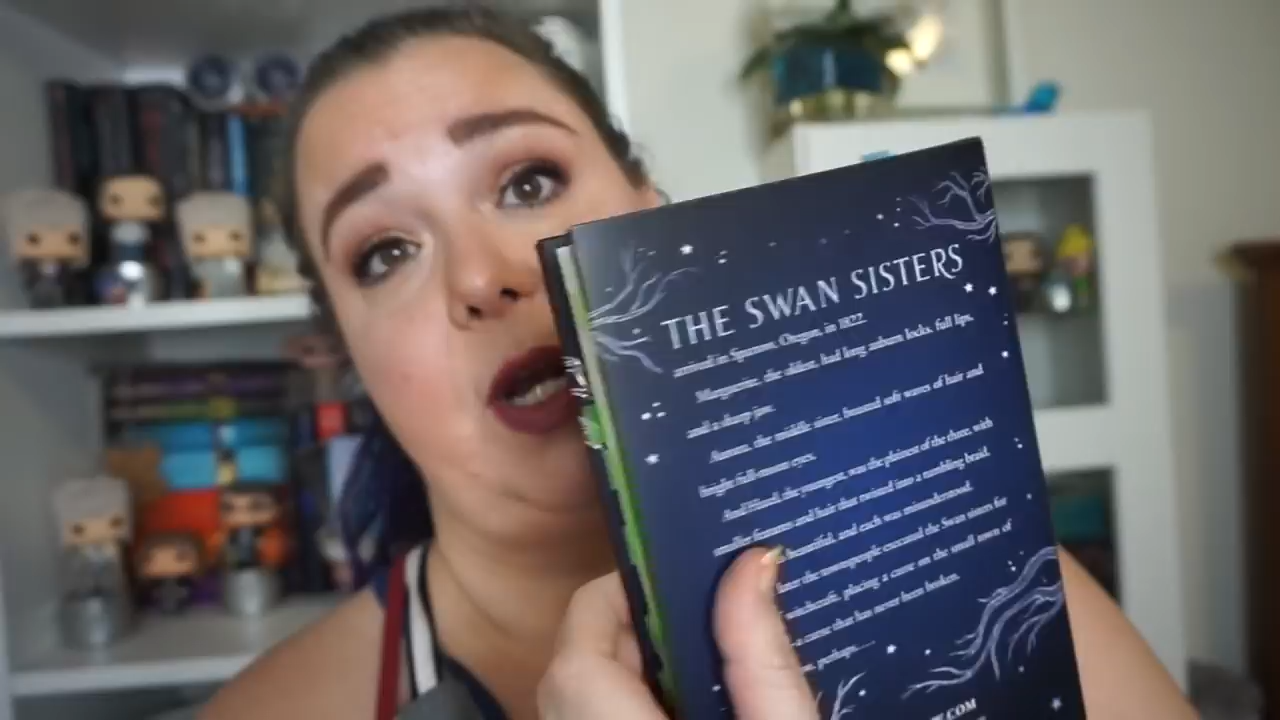 THE SWAN SISTERS
arrived in Sparrow, Oregon, in 1822.
Marguerite, the oldest, had long auburn locks, full lips,
and a sharp jaw.
Aurora, the middle sister, boasted soft waves of hair and
bright full-moon eyes.
And Hazel, the youngest, was the plainest of the three, with
smaller features and hair that twisted into a rambling braid.
beautiful, and each was misunderstood.
later the townspeople executed the Swan sisters for
witchcraft, placing a curse on the small town of
—a curse that has never been broken.
perhaps......
.COM